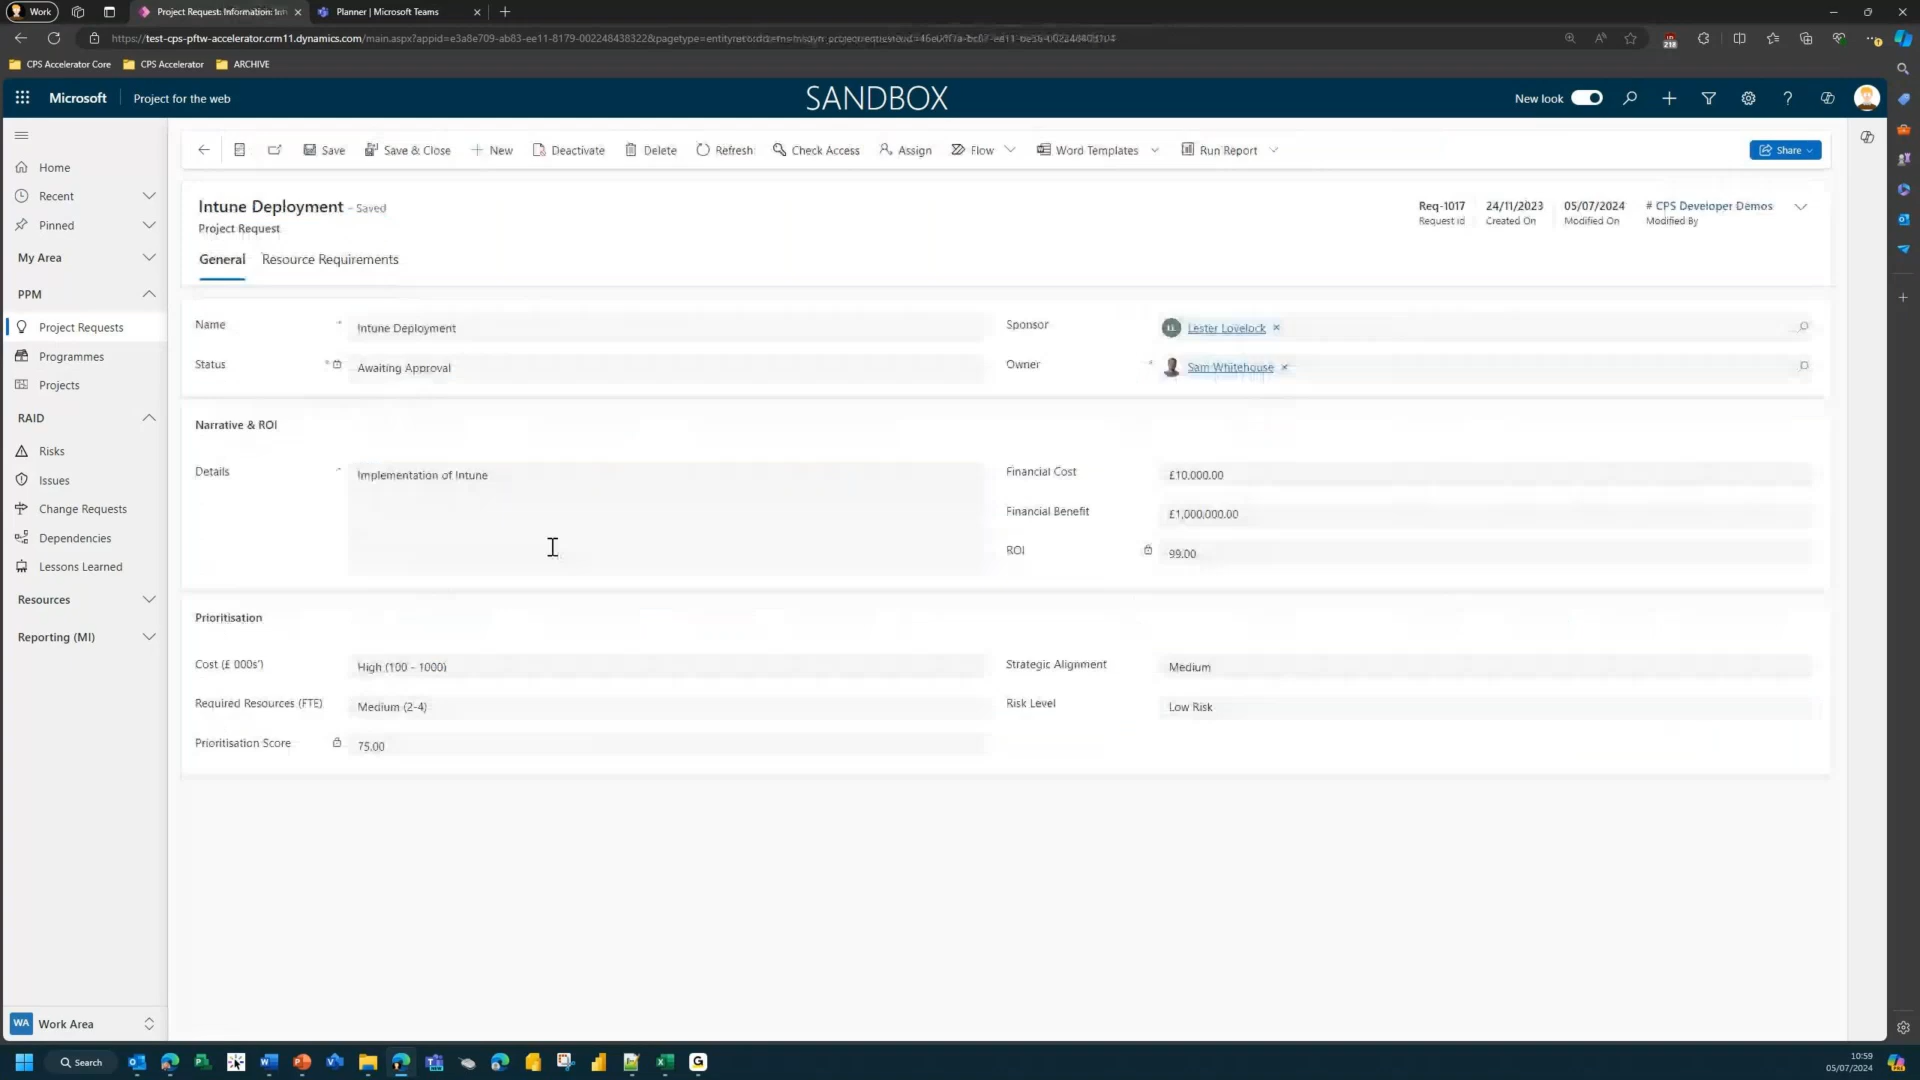 Work
Project Request: Information: Int
Planner | Microsoft Teams
CPS Accelerator Core
CPS Accelerator
ARCHIVE
Microsoft
Project for the web
SANDBOX
New look
Save
Save & Close
New
Deactivate
Delete
Refresh
Check Access
Assign
Flow
Word Templates
Run Report
Share
Home
Recent
Pinned
My Area
PPM
Project Requests
Programmes
Projects
RAID
Risks
Issues
Change Requests
Dependencies
Lessons Learned
Resources
Reporting (MI)
WA Work Area
Intune Deployment - Saved
Project Request
Req-1017
Request Id
24/11/2023
Created On
05/07/2024
Modified On
# CPS Developer Demos
Modified By
General
Resource Requirements
Name
Intune Deployment
Status
Awaiting Approval
Sponsor
LL Lester Lovelock
Owner
Sam Whitehouse
Narrative & ROI
Details
Implementation of Intune
Financial Cost
£10,000.00
Financial Benefit
£1,000,000.00
ROI
99.00
Prioritisation
Cost (£ 000s')
High (100 - 1000)
Required Resources (FTE)
Medium (2-4)
Prioritisation Score
75.00
Strategic Alignment
Medium
Risk Level
Low Risk
Search
10:59
05/07/2024